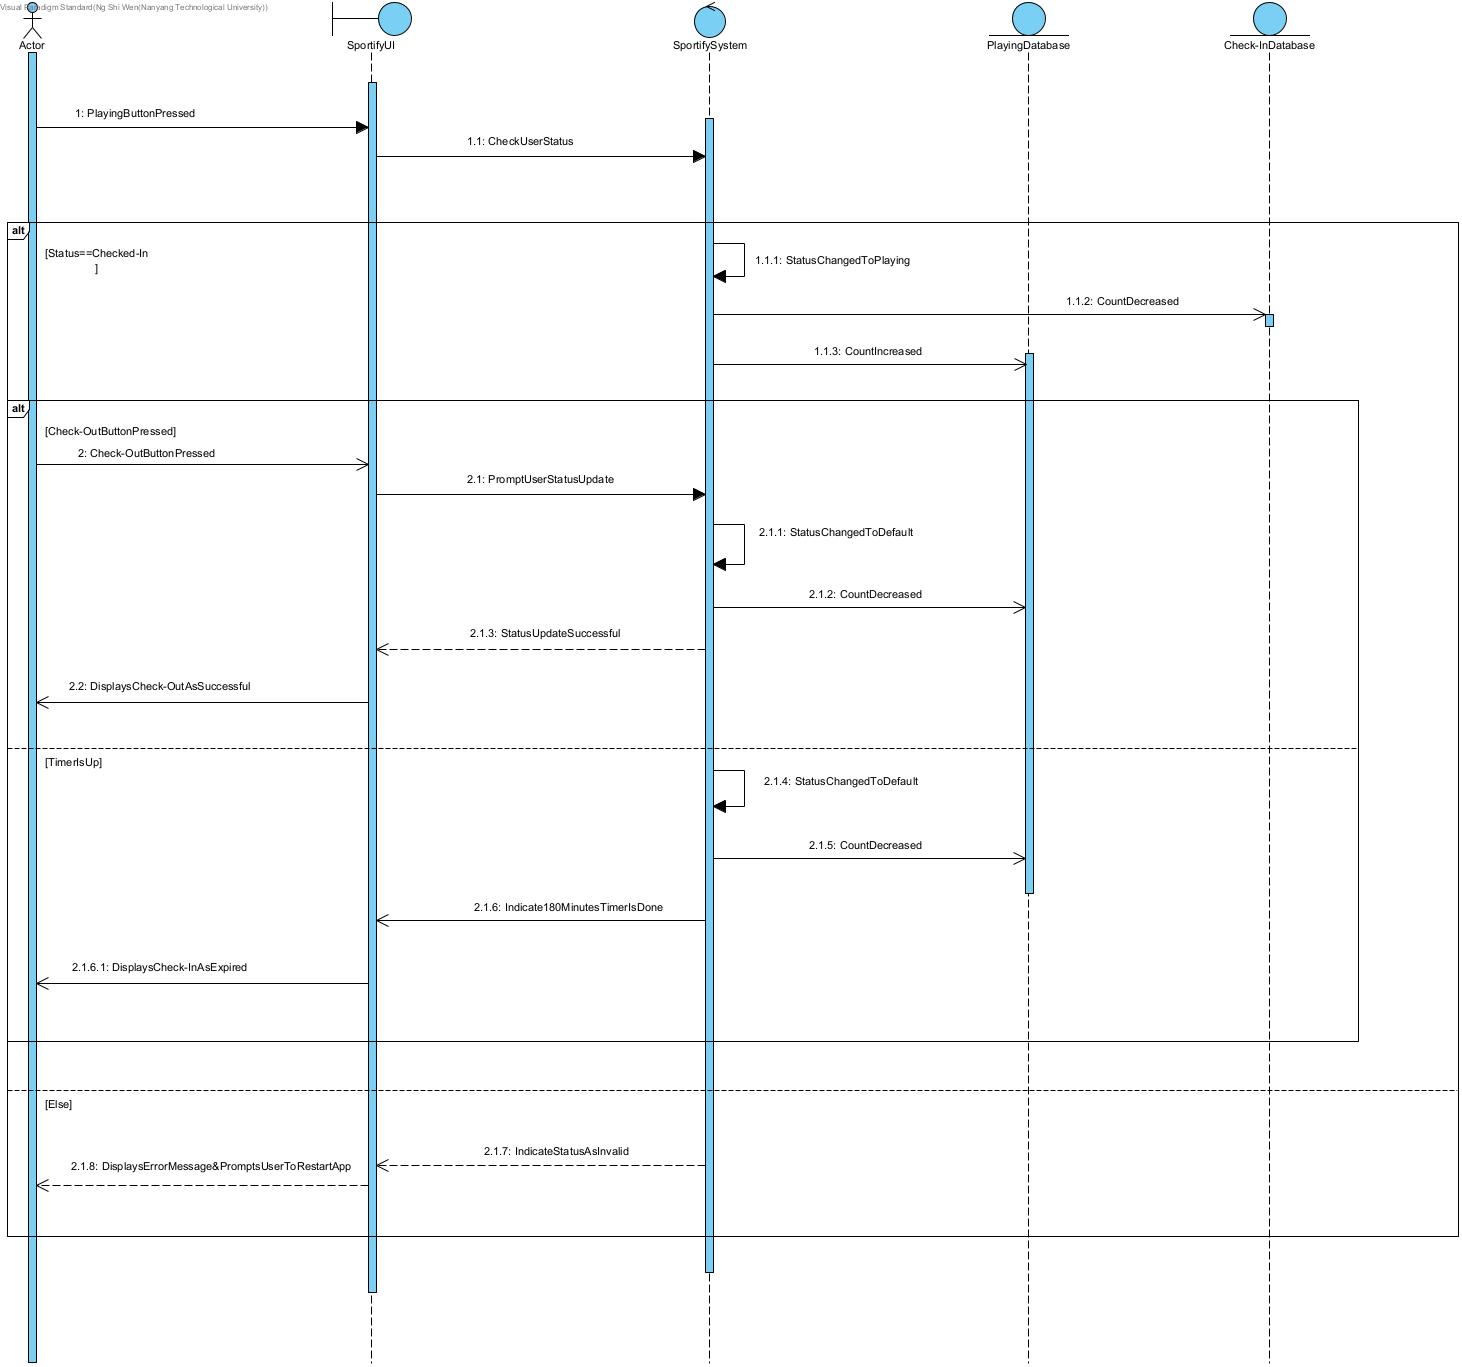 Visual Paradigm Standard(Ng Shi Wen(Nanyang Technological University))
Actor
SportifyUI
SportifySystem
PlayingDatabase
Check-InDatabase
1: PlayingButtonPressed
1.1: CheckUserStatus
alt
[Status==Checked-In
]
1.1.1: StatusChangedToPlaying
1.1.2: CountDecreased
1.1.3: CountIncreased
alt
[Check-OutButtonPressed]
2: Check-OutButtonPressed
2.1: PromptUserStatusUpdate
2.1.1: StatusChangedToDefault
2.1.2: CountDecreased
2.1.3: StatusUpdateSuccessful
2.2: DisplaysCheck-OutAsSuccessful
[TimerIsUp]
2.1.4: StatusChangedToDefault
2.1.5: CountDecreased
2.1.6: Indicate180MinutesTimerIsDone
2.1.6.1: DisplaysCheck-InAsExpired
[Else]
2.1.7: IndicateStatusAsInvalid
2.1.8: DisplaysErrorMessage&PromptsUserToRestartApp